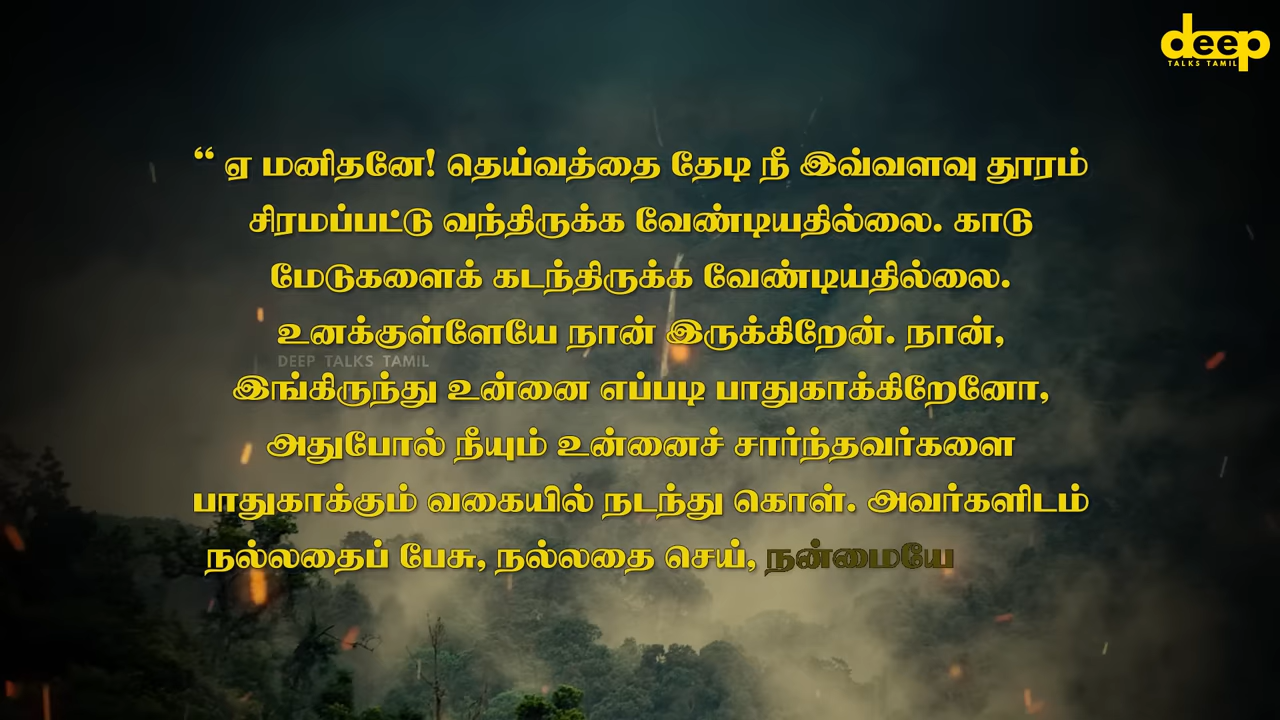 deep
TALKS TAMIL
“ ஏ மனிதனே! தெய்வத்தை தேடி நீ இவ்வளவு தூரம்
சிரமப்பட்டு வந்திருக்க வேண்டியதில்லை. காடு
மேடுகளைக் கடந்திருக்க வேண்டியதில்லை.
உனக்குள்ளேயே நான் இருக்கிறேன். நான்,
DEEP TALKS TAMIL
இங்கிருந்து உன்னை எப்படி பாதுகாக்கிறேனோ,
அதுபோல் நீயும் உன்னைச் சார்ந்தவர்களை
பாதுகாக்கும் வகையில் நடந்து கொள். அவர்களிடம்
நல்லதைப் பேசு, நல்லதை செய், நன்மையே